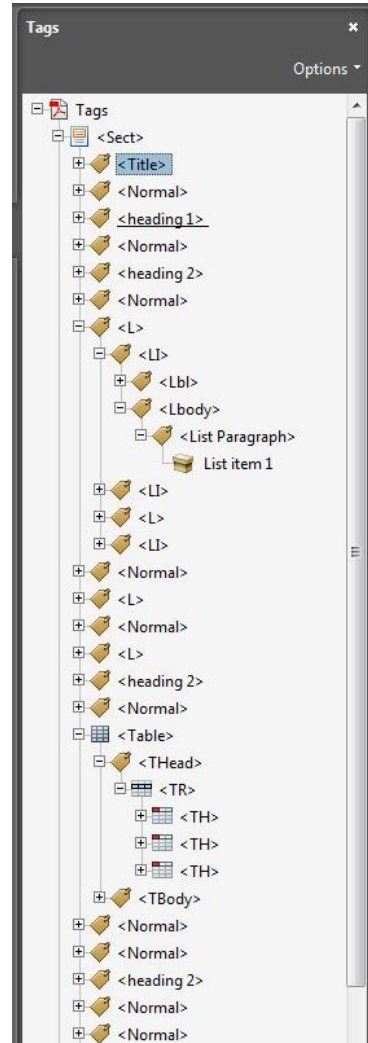 Tags
Options
Tags
<Sect>
<Title>
<Normal>
<heading 1>
<Normal>
<heading 2>
<Normal>
<L>
<LI>
<Lbl>
<Lbody>
<List Paragraph>
List item 1
<LI>
<L>
<LI>
<Normal>
<L>
<Normal>
<L>
<heading 2>
<Normal>
<Table>
<THead>
<TR>
<TH>
<TH>
<TH>
<TBody>
<Normal>
<Normal>
<heading 2>
<Normal>
<Normal>